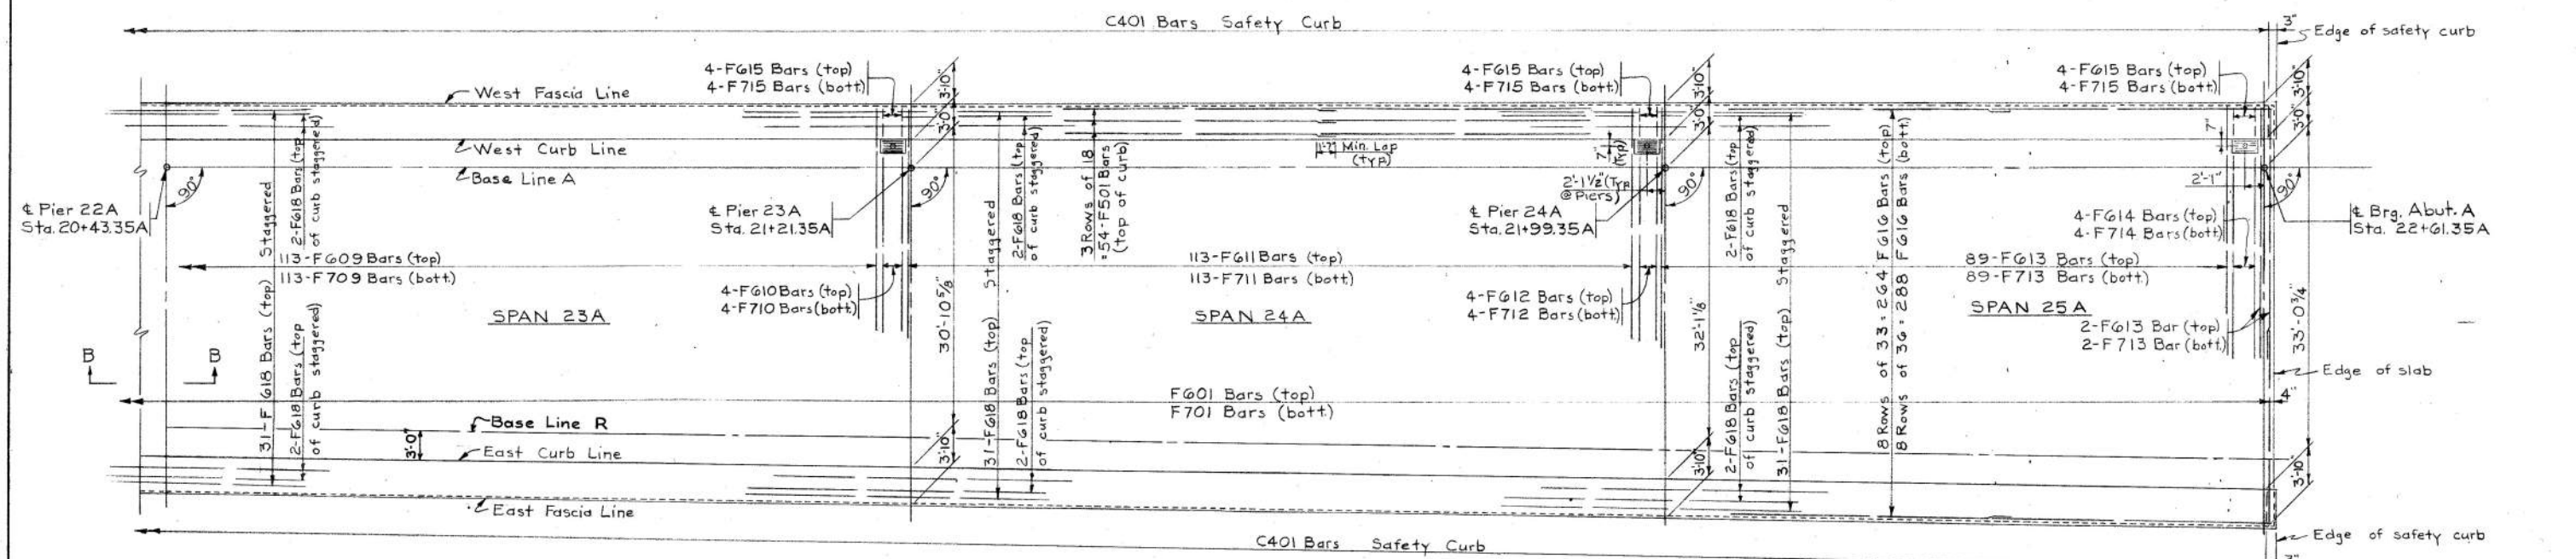 C401 Bars Safety Curb
3"
Edge of safety curb
4-F615 Bars (top)
4-F715 Bars (bott)
3'-10"
3'-0"
4-F615 Bars (top)
4-F715 Bars (bott)
3'-10"
3'-0"
4-F615 Bars (top)
4-F715 Bars (bott)
3'-10"
3'-0"
West Fascia Line
West Curb Line
Base Line A
90°
℄ Pier 22A
Sta. 20+43.35A
31-F618 Bars (top) Staggered
2-F618 Bars (top
of curb staggered)
113-F609 Bars (top)
113-F709 Bars (bott)
2-F618 Bars (top
of curb staggered)
SPAN 23A
℄ Pier 23A
Sta. 21+21.35A
90°
4-F610 Bars (top)
4-F710 Bars (bott)
30'-10 5/8"
31-F618 Bars (top) Staggered
2-F618 Bars (top
of curb staggered)
2-F618 Bars (top
of curb staggered)
3 Rows of 18
=54-F501 Bars
(top of curb)
Min. Lap
(Typ)
7"
(Typ)
2'-1 1/2" (Typ
@ Piers)
113-F611 Bars (top)
113-F711 Bars (bott)
SPAN 24A
℄ Pier 24A
Sta. 21+99.35A
90°
4-F612 Bars (top)
4-F712 Bars (bott)
32'-1 1/8"
2-F618 Bars (top
of curb staggered)
2-F618 Bars (top
of curb staggered)
31-F618 Bars (top) Staggered
8 Rows of 33 = 264 F616 Bars (top)
8 Rows of 36 = 288 F616 Bars (bott)
7"
2'-1"
90°
4-F614 Bars (top)
4-F714 Bars (bott)
89-F613 Bars (top)
89-F713 Bars (bott)
SPAN 25A
2-F613 Bar (top)
2-F713 Bar (bott)
33'-0 3/4"
℄ Brg. Abut. A
Sta. 22+61.35A
Edge of slab
4"
B
B
F601 Bars (top)
F701 Bars (bott)
Base Line R
3'-0"
East Curb Line
3'-10"
3'-10"
3'-10"
East Fascia Line
C401 Bars Safety Curb
Edge of safety curb